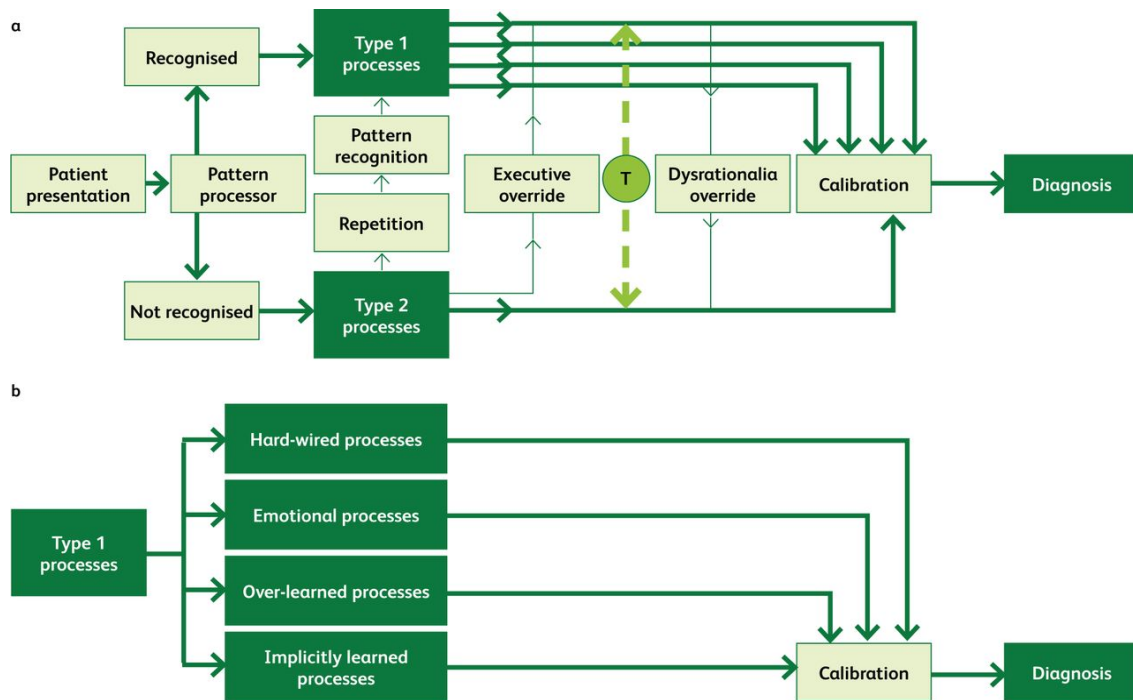 a
Recognised
Type 1
processes
Pattern
recognition
Patient
presentation
Pattern
processor
Executive
override
T
Dysrationalia
override
Calibration
Diagnosis
Repetition
Not recognised
Type 2
processes
b
Hard-wired processes
Emotional processes
Type 1
processes
Over-learned processes
Implicitly learned
processes
Calibration
Diagnosis